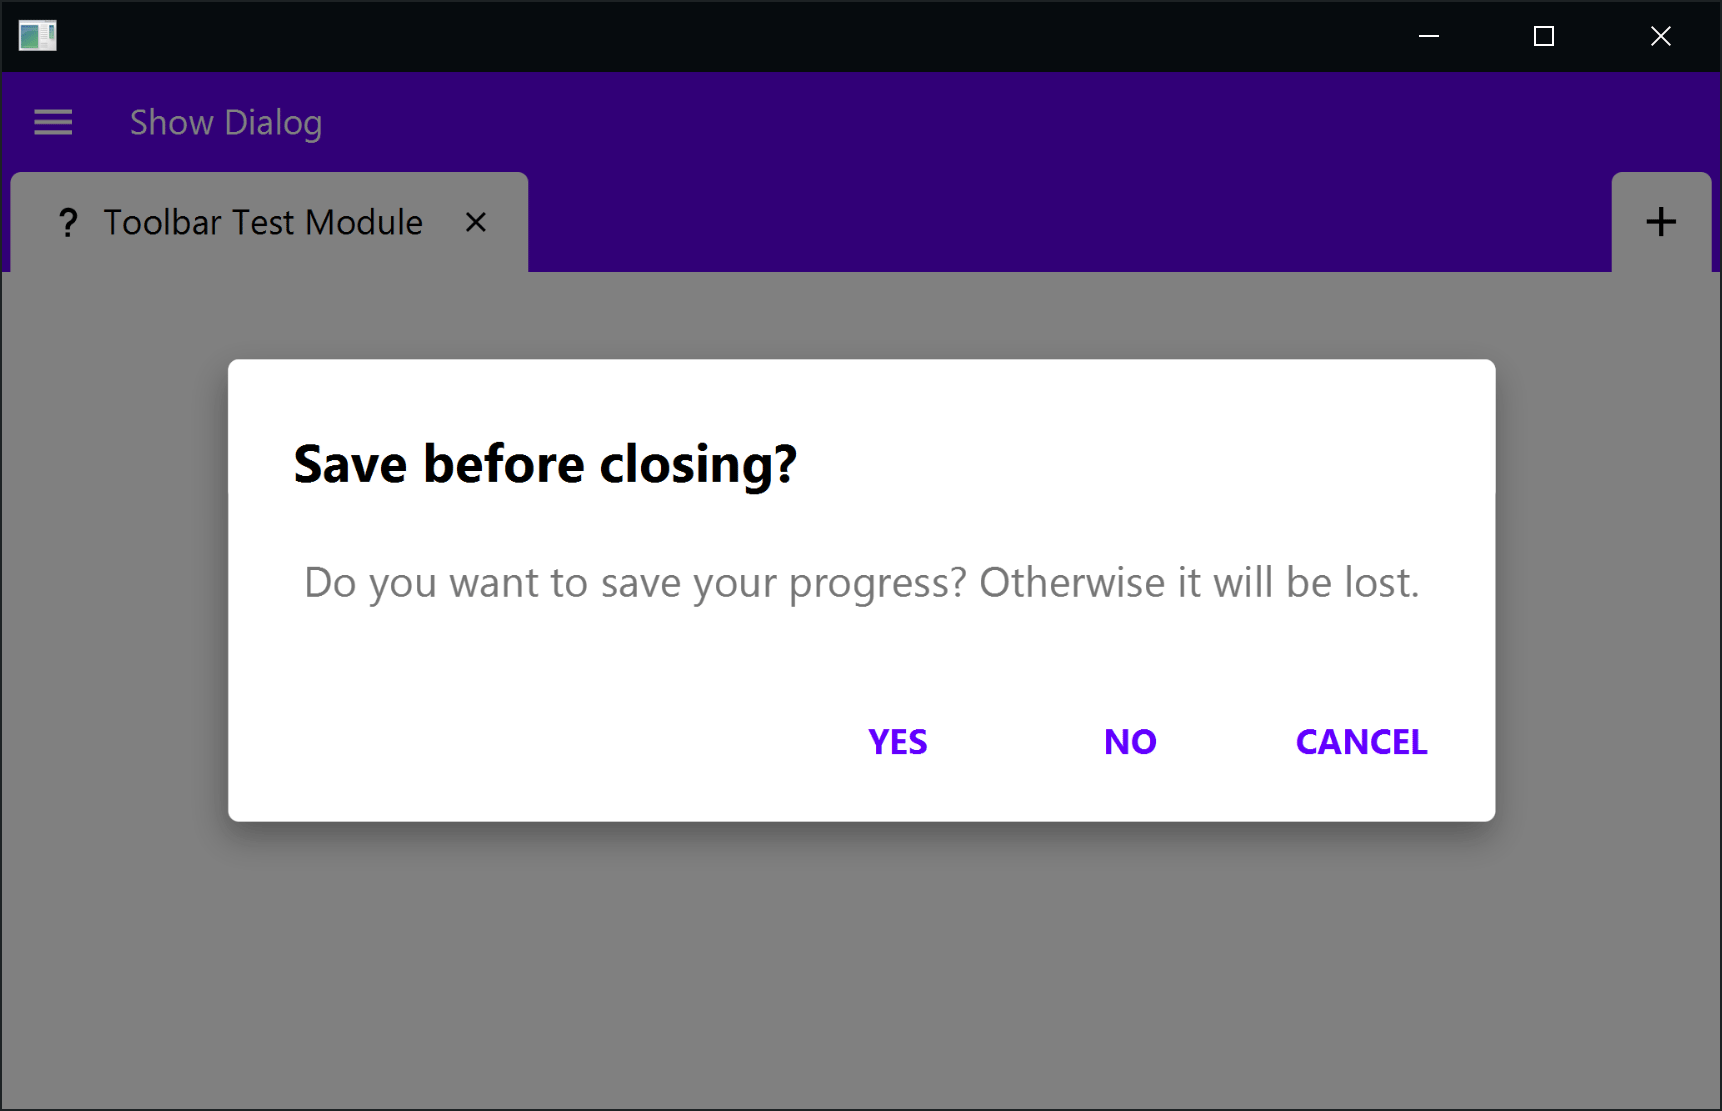 Show Dialog
? Toolbar Test Module
Save before closing?
Do you want to save your progress? Otherwise it will be lost.
YES NO CANCEL